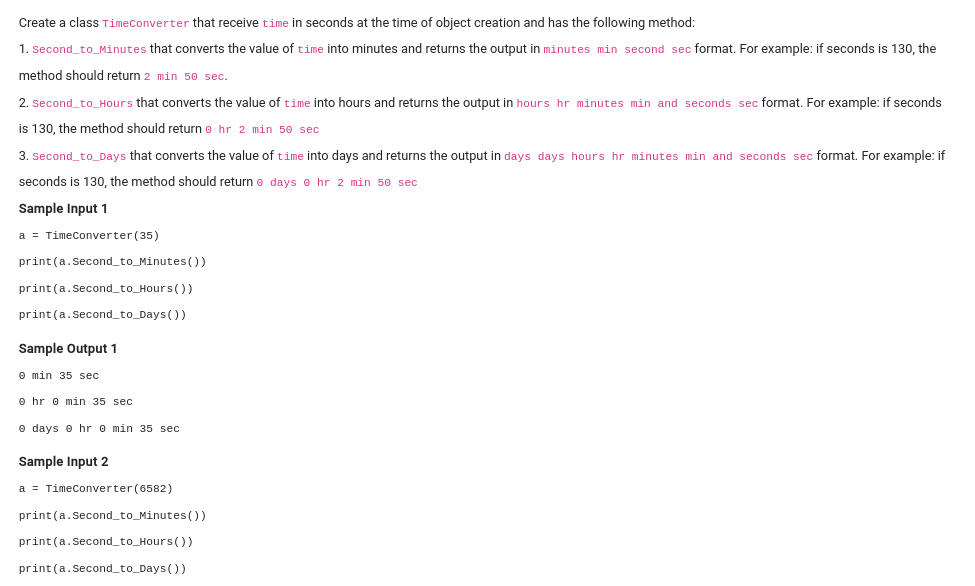 Create a class TimeConverter that receive time in seconds at the time of object creation and has the following method:
1. Second_to_Minutes that converts the value of time into minutes and returns the output in minutes min second sec format. For example: if seconds is 130, the
method should return 2 min 50 sec.
2. Second_to_Hours that converts the value of time into hours and returns the output in hours hr minutes min and seconds sec format. For example: if seconds
is 130, the method should return 0 hr 2 min 50 sec
3. Second_to_Days that converts the value of time into days and returns the output in days days hours hr minutes min and seconds sec format. For example: if
seconds is 130, the method should return 0 days 0 hr 2 min 50 sec
Sample Input 1
a = TimeConverter(35)
print(a.Second_to_Minutes())
print(a.Second_to_Hours())
print(a.Second_to_Days())
Sample Output 1
0 min 35 sec
0 hr 0 min 35 sec
0 days 0 hr 0 min 35 sec
Sample Input 2
a = TimeConverter(6582)
print(a.Second_to_Minutes())
print(a.Second_to_Hours())
print(a.Second_to_Days())